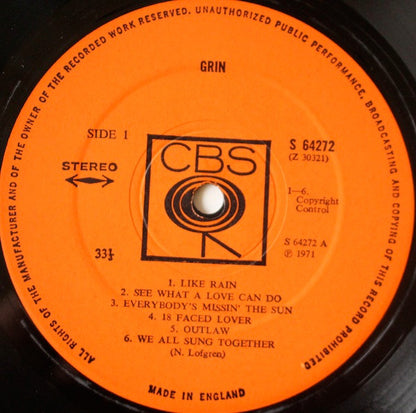 ALL RIGHTS OF THE MANUFACTURER AND OF THE OWNER OF THE RECORDED WORK RESERVED. UNAUTHORIZED PUBLIC PERFORMANCE, BROADCASTING AND COPYING OF THIS RECORD PROHIBITED
GRIN
SIDE 1
STEREO
33⅓
CBS
S 64272
(Z 30321)
1—6.
Copyright
Control
S 64272 A
℗ 1971
1. LIKE RAIN
2. SEE WHAT A LOVE CAN DO
3. EVERYBODY'S MISSIN' THE SUN
4. 18 FACED LOVER
5. OUTLAW
6. WE ALL SUNG TOGETHER
(N. Lofgren)
MADE IN ENGLAND